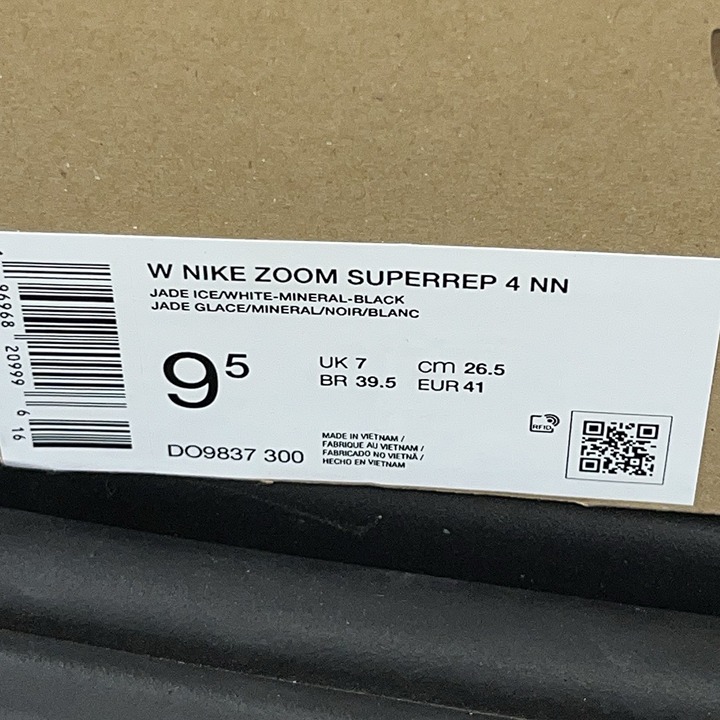 W NIKE ZOOM SUPERREP 4 NN
JADE ICE/WHITE-MINERAL-BLACK
JADE GLACE/MINERAL/NOIR/BLANC
9⁵
UK 7 cm 26.5
BR 39.5 EUR 41
DO9837 300
MADE IN VIETNAM /
FABRIQUE AU VIETNAM /
FABRICADO NO VIETNÃ /
HECHO EN VIETNAM
RFID
96968 20999 6 16